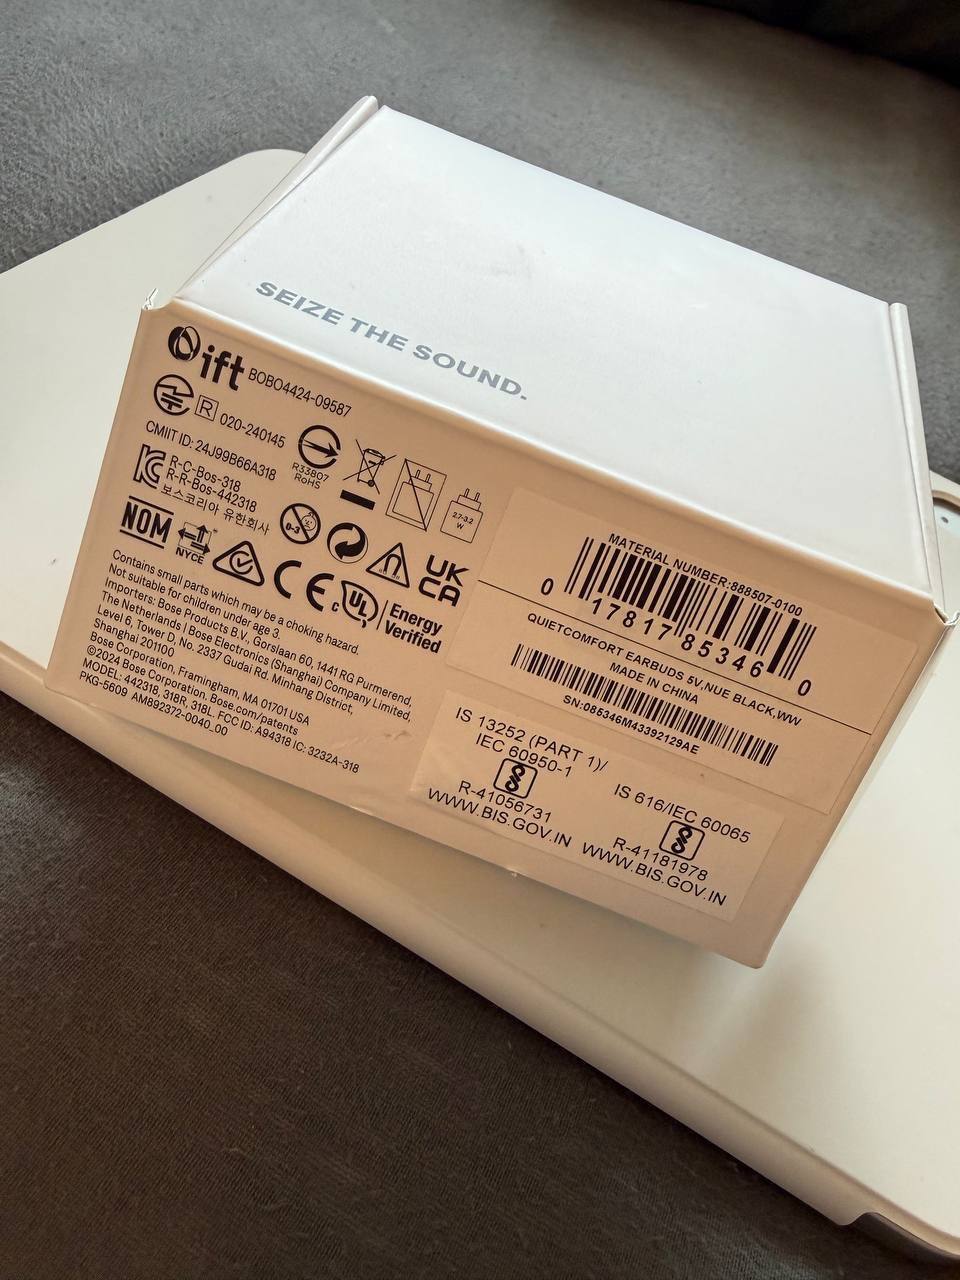 SEIZE THE SOUND.
ift BOBO4424-09587
R 020-240145
CMIIT ID: 24J99B66A318
R33B07
RoHS
2.7-3.2
W
R-C-Bos-318
R-R-Bos-442318
보스코리아 유한회사
0-3
NOM
NYCE
CE
c UL
Energy
Verified
UK
CA
Contains small parts which may be a choking hazard.
Not suitable for children under age 3.
Importers: Bose Products B.V., Gorslaan 60, 1441 RG Purmerend,
The Netherlands | Bose Electronics (Shanghai) Company Limited,
Level 6, Tower D, No. 2337 Gudai Rd. Minhang District,
Shanghai 201100
Bose Corporation, Framingham, MA 01701 USA
©2024 Bose Corporation. Bose.com/patents
MODEL: 442318, 318R, 318L. FCC ID: A94318 IC: 3232A-318
PKG-5609 AM892372-0040_00
MATERIAL NUMBER:888507-0100
0 17817 85346 0
QUIETCOMFORT EARBUDS 5V,NUE BLACK,WW
MADE IN CHINA
SN:085346M43392129AE
IS 13252 (PART 1)/
IEC 60950-1
R-41056731
WWW.BIS.GOV.IN
IS 616/IEC 60065
R-41181978
WWW.BIS.GOV.IN